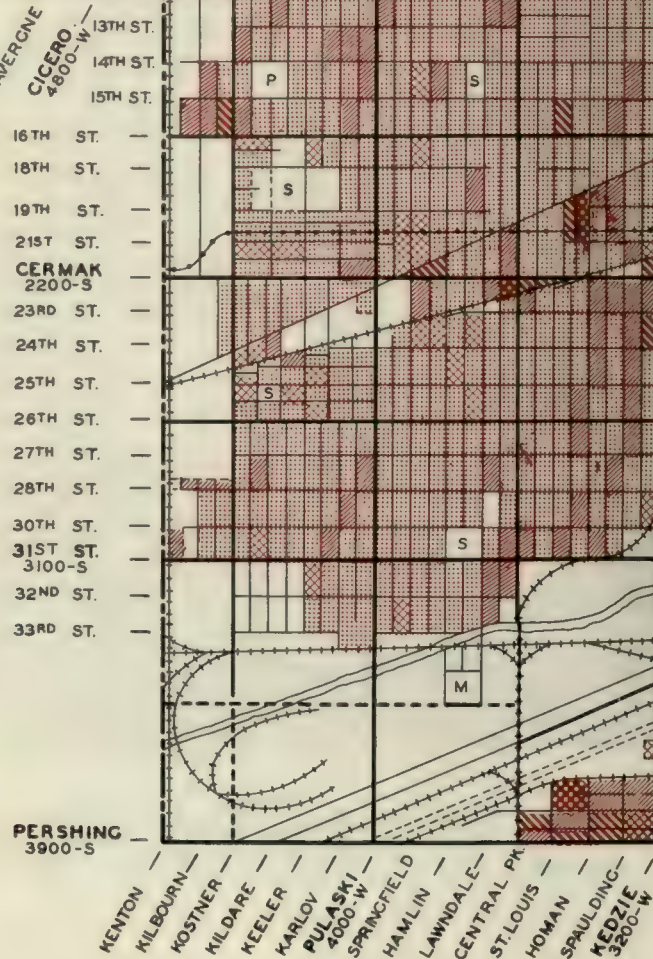 AVERGNE
CICERO
4800-W
13TH ST.
14TH ST.
P
S
15TH ST.
16TH ST.
18TH ST.
S
19TH ST.
21ST ST.
CERMAK
2200-S
23RD ST.
24TH ST.
25TH ST.
S
26TH ST.
27TH ST.
28TH ST.
30TH ST.
S
31ST ST.
3100-S
32ND ST.
33RD ST.
M
PERSHING
3900-S
KENTON
KILBOURN
KOSTNER
KILDARE
KEELER
KARLOV
PULASKI
4000-W
SPRINGFIELD
HAMLIN
LAWNDALE
CENTRAL PK.
ST. LOUIS
HOMAN
SPAULDING
KEDZIE
3200-W